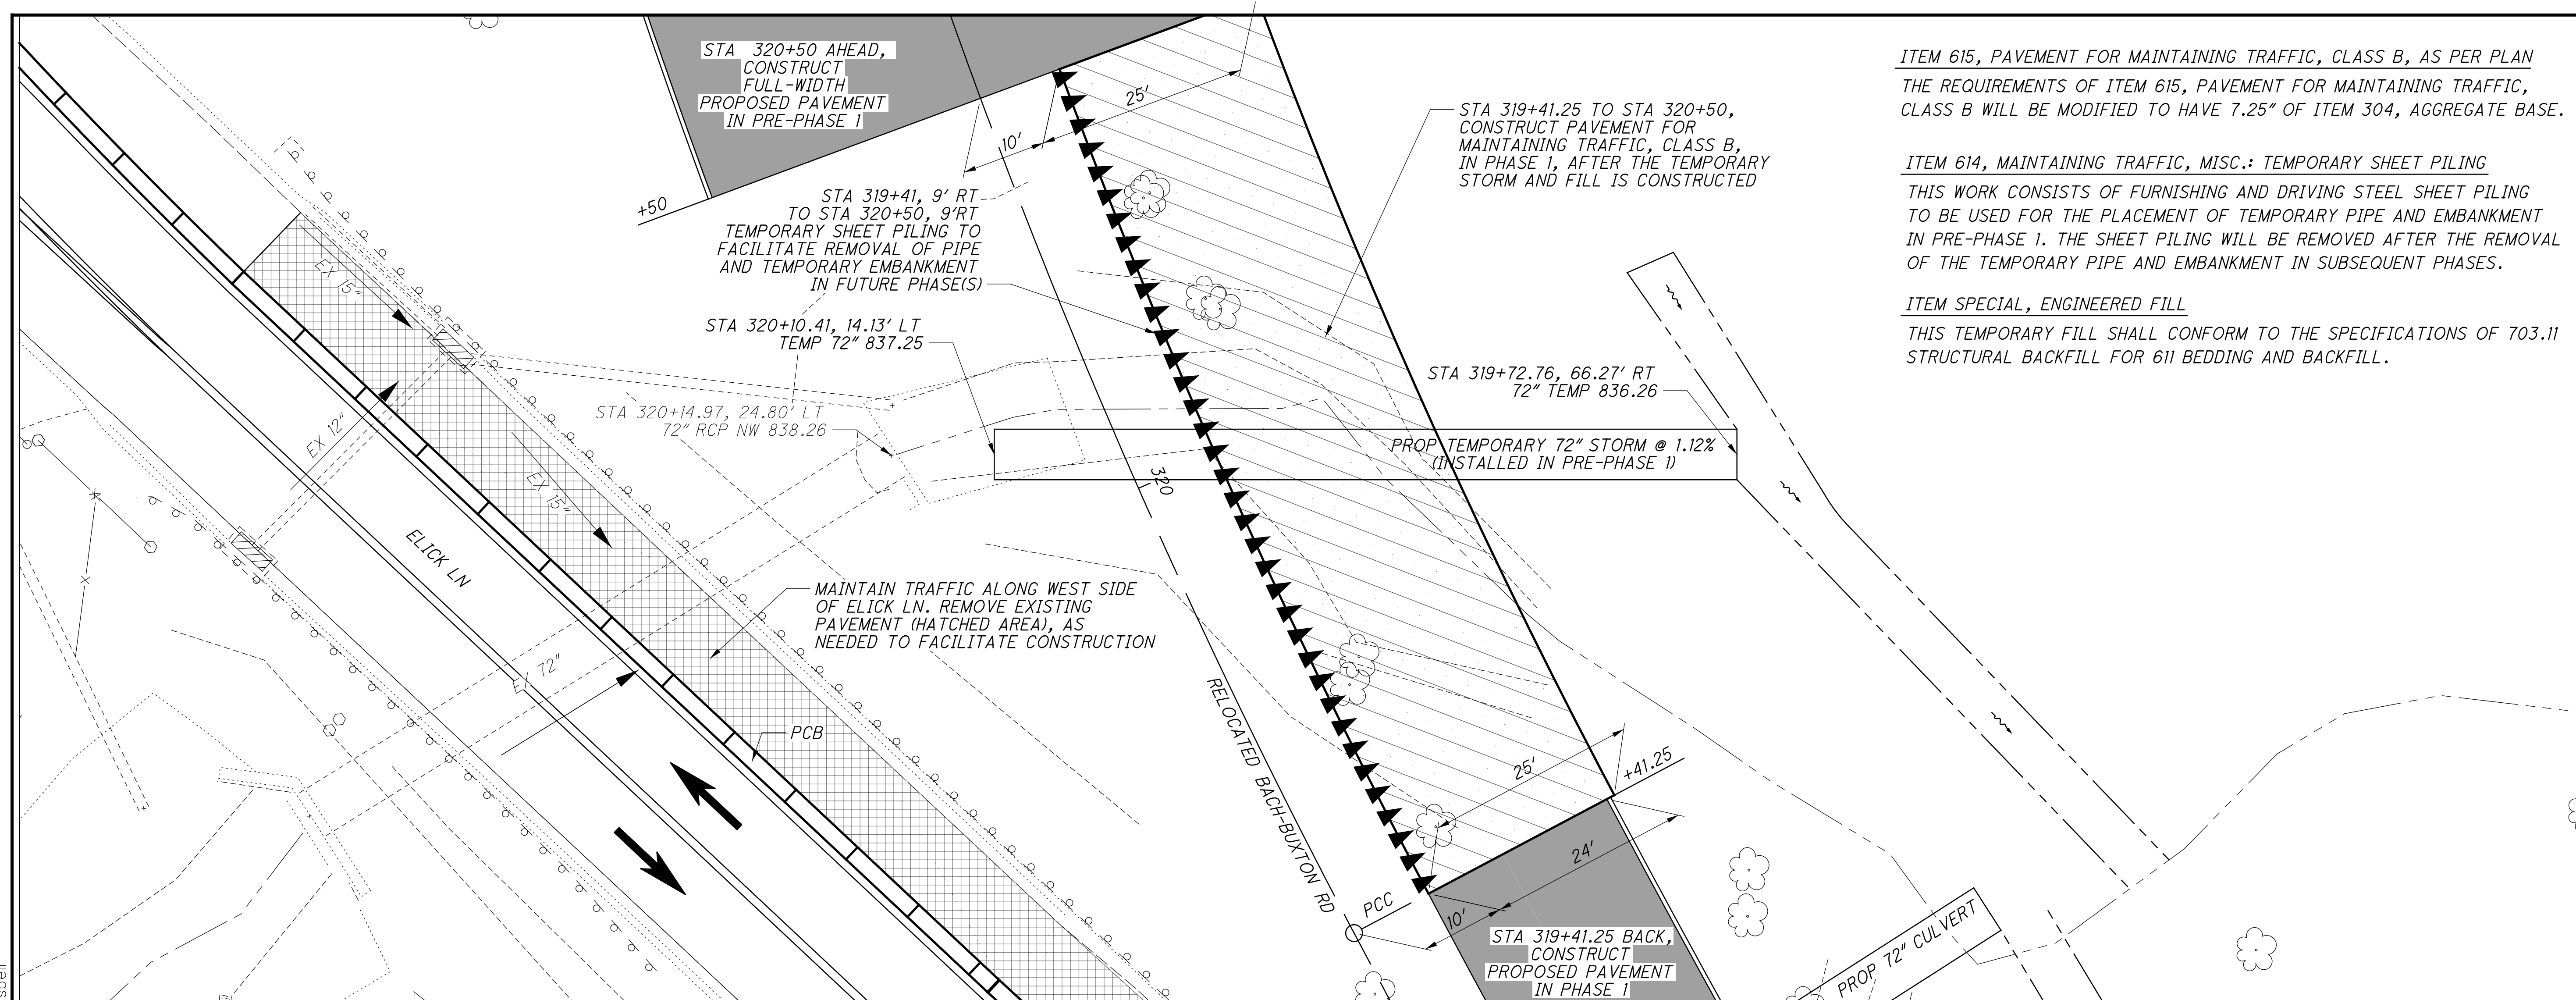 STA 320+50 AHEAD,
CONSTRUCT
FULL-WIDTH
PROPOSED PAVEMENT
IN PRE-PHASE 1
+50
10'
25'
STA 319+41, 9' RT
TO STA 320+50, 9'RT
TEMPORARY SHEET PILING TO
FACILITATE REMOVAL OF PIPE
AND TEMPORARY EMBANKMENT
IN FUTURE PHASE(S)
STA 320+10.41, 14.13' LT
TEMP 72" 837.25
STA 320+14.97, 24.80' LT
72" RCP NW 838.26
EX 15"
EX 12"
EX 15"
ELICK LN
72"
MAINTAIN TRAFFIC ALONG WEST SIDE
OF ELICK LN. REMOVE EXISTING
PAVEMENT (HATCHED AREA), AS
NEEDED TO FACILITATE CONSTRUCTION
PCB
STA 319+41.25 TO STA 320+50,
CONSTRUCT PAVEMENT FOR
MAINTAINING TRAFFIC, CLASS B,
IN PHASE 1, AFTER THE TEMPORARY
STORM AND FILL IS CONSTRUCTED
STA 319+72.76, 66.27' RT
72" TEMP 836.26
PROP TEMPORARY 72" STORM @ 1.12%
(INSTALLED IN PRE-PHASE 1)
320
RELOCATED BACH-BUXTON RD
PCC
25'
+41.25
24'
10'
STA 319+41.25 BACK,
CONSTRUCT
PROPOSED PAVEMENT
IN PHASE 1
PROP 72" CULVERT
ITEM 615, PAVEMENT FOR MAINTAINING TRAFFIC, CLASS B, AS PER PLAN
THE REQUIREMENTS OF ITEM 615, PAVEMENT FOR MAINTAINING TRAFFIC,
CLASS B WILL BE MODIFIED TO HAVE 7.25" OF ITEM 304, AGGREGATE BASE.
ITEM 614, MAINTAINING TRAFFIC, MISC.: TEMPORARY SHEET PILING
THIS WORK CONSISTS OF FURNISHING AND DRIVING STEEL SHEET PILING
TO BE USED FOR THE PLACEMENT OF TEMPORARY PIPE AND EMBANKMENT
IN PRE-PHASE 1. THE SHEET PILING WILL BE REMOVED AFTER THE REMOVAL
OF THE TEMPORARY PIPE AND EMBANKMENT IN SUBSEQUENT PHASES.
ITEM SPECIAL, ENGINEERED FILL
THIS TEMPORARY FILL SHALL CONFORM TO THE SPECIFICATIONS OF 703.11
STRUCTURAL BACKFILL FOR 611 BEDDING AND BACKFILL.